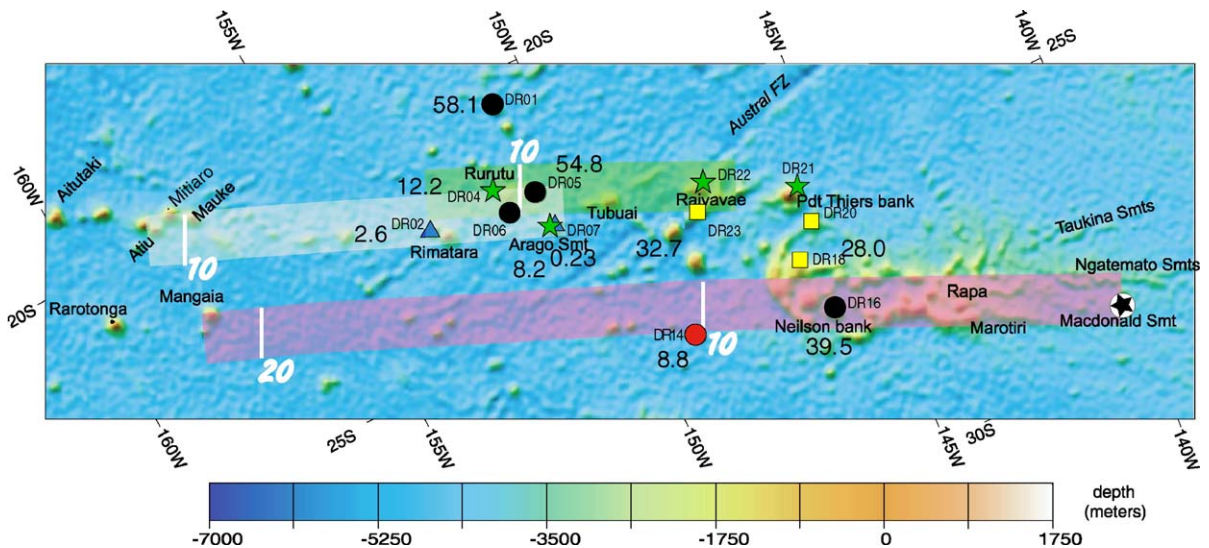 155W
150W
20S
145W
140W
25S
58.1
DR01
Austral FZ
Aitutaki
Mitiaro
Mauke
10
54.8
Rurutu
12.2
DR04
DR05
DR22
DR21
160W
Raivavae
Pdt Thiers bank
Atiu
2.6
DR02
DR06
DR07
Tubuai
DR23
DR20
Taukina Smts
Rimatara
Arago Smt
0.23
32.7
DR18
28.0
10
8.2
Ngatemato Smts
20S
Rarotonga
Mangaia
Rapa
DR16
Macdonald Smt
Neilson bank
Marotiri
DR14
10
39.5
8.8
20
160W
25S
155W
150W
145W
30S
140W
depth
(meters)
-7000
-5250
-3500
-1750
0
1750